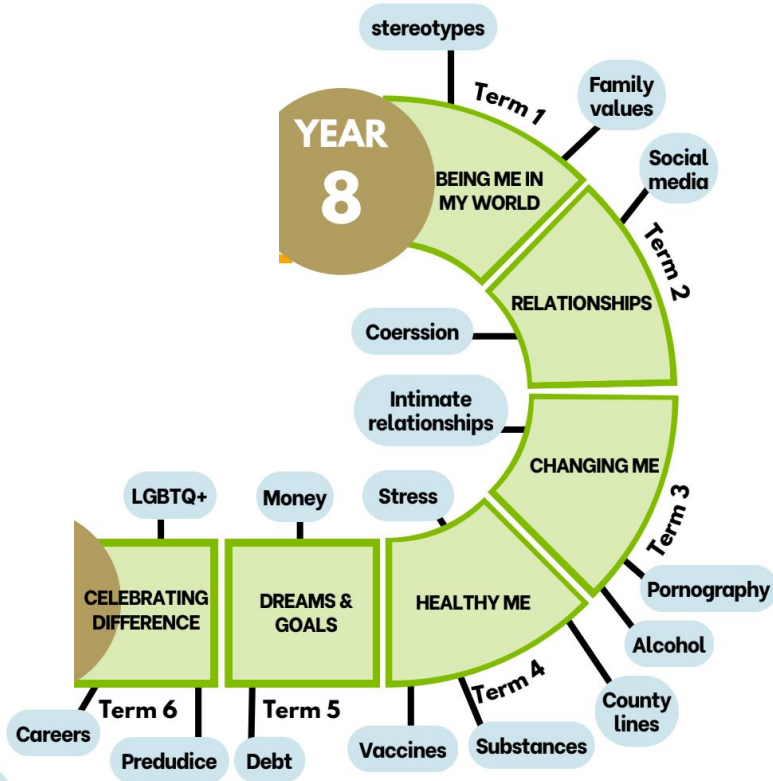 stereotypes
Term 1
Family
values
YEAR
8
BEING ME IN
MY WORLD
Social
media
Term 2
RELATIONSHIPS
Coerssion
Intimate
relationships
CHANGING ME
Term 3
Pornography
Alcohol
LGBTQ+
Money
Stress
CELEBRATING
DIFFERENCE
DREAMS &
GOALS
HEALTHY ME
Term 4
County
lines
Term 6
Term 5
Careers
Predudice
Debt
Vaccines
Substances